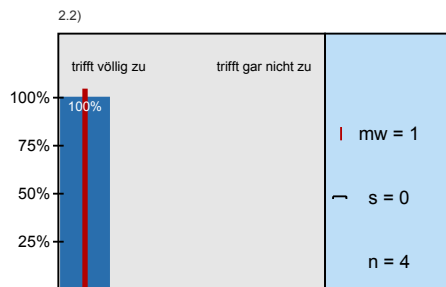 2.2)
trifft völlig zu
trifft gar nicht zu
100%
100%
75%
50%
25%
mw = 1
s = 0
n = 4